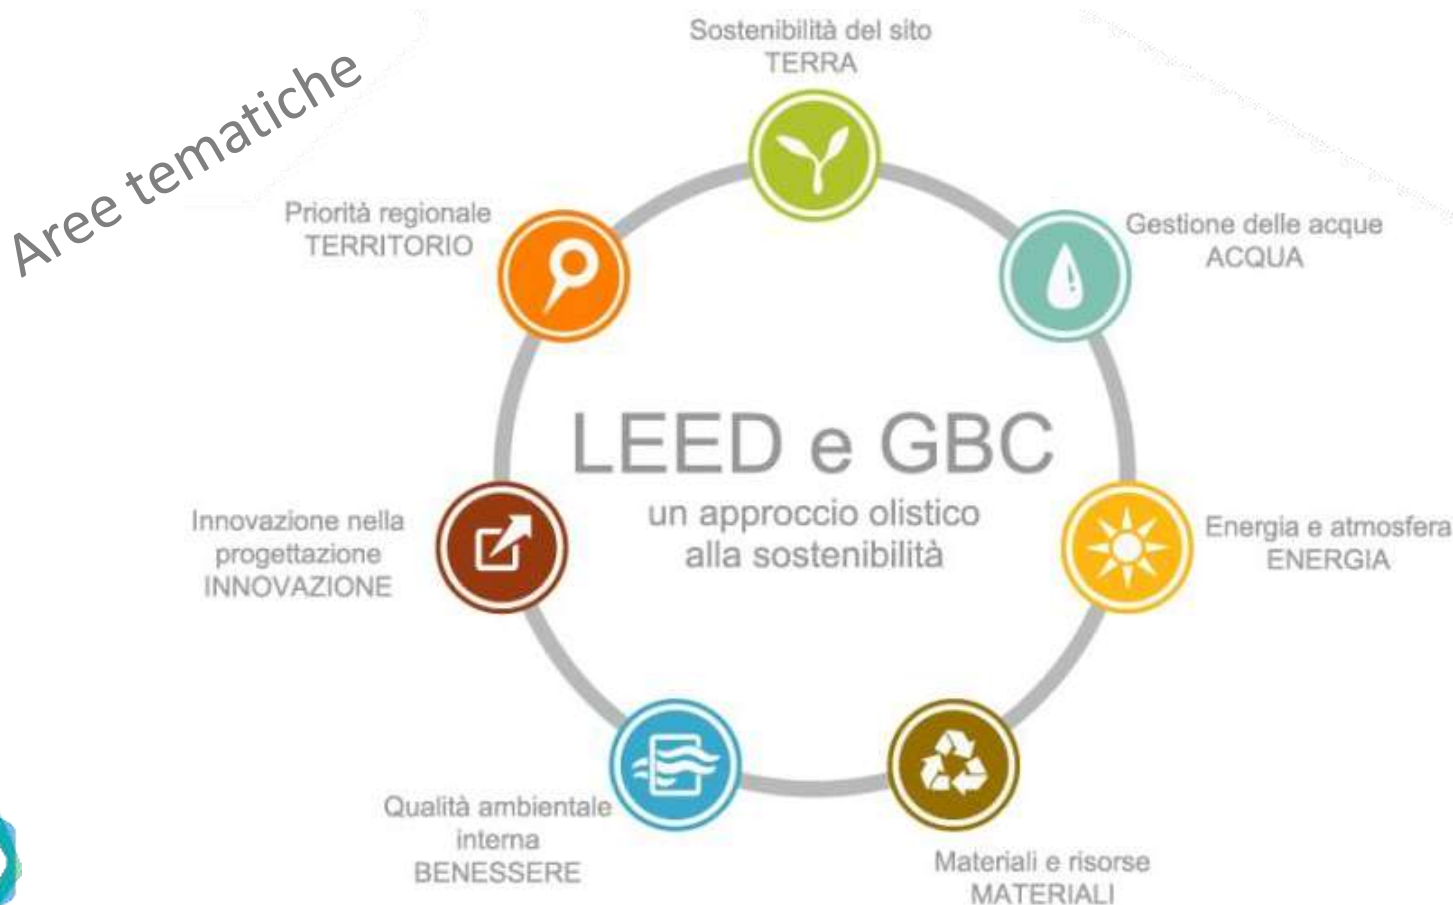 Aree tematiche
Sostenibilità del sito
TERRA
Priorità regionale
TERRITORIO
Gestione delle acque
ACQUA
LEED e GBC
un approccio olistico
alla sostenibilità
Innovazione nella
progettazione
INNOVAZIONE
Energia e atmosfera
ENERGIA
Qualità ambientale
interna
BENESSERE
Materiali e risorse
MATERIALI